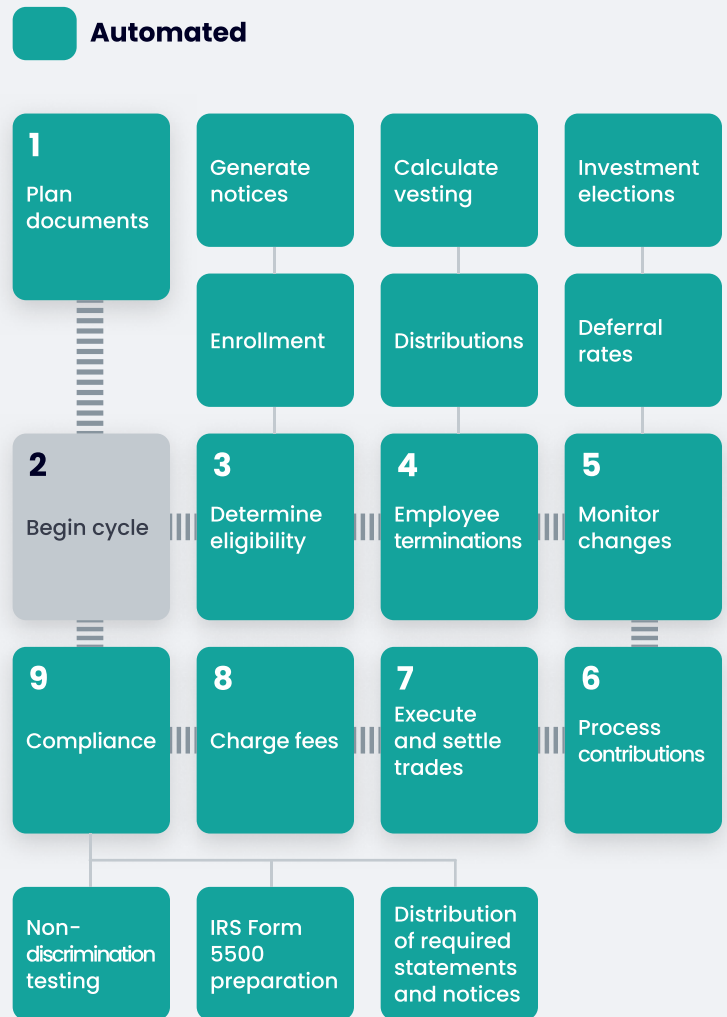 Automated
1
Plan
documents
Generate
notices
Calculate
vesting
Investment
elections
Enrollment
Distributions
Deferral
rates
2
Begin cycle
3
Determine
eligibility
4
Employee
terminations
5
Monitor
changes
9
Compliance
8
Charge fees
7
Execute
and settle
trades
6
Process
contributions
Non-
discrimination
testing
IRS Form
5500
preparation
Distribution
of required
statements
and notices